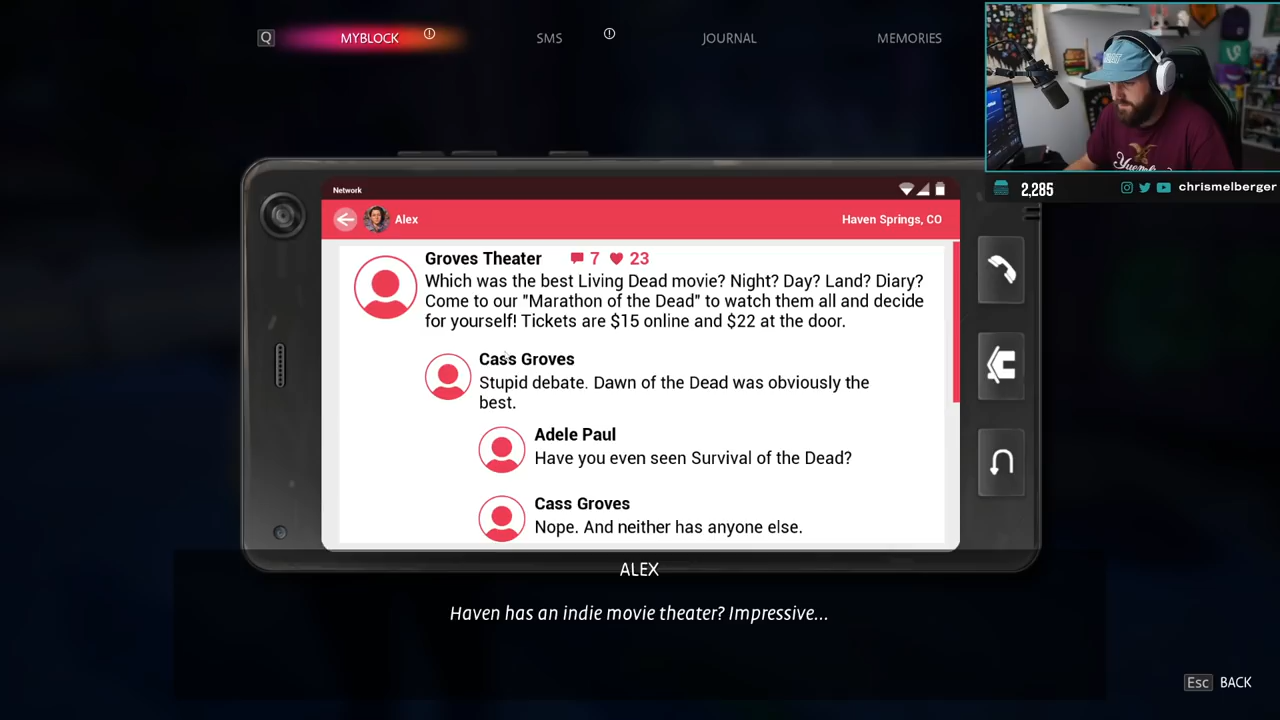 Q
MYBLOCK
SMS
JOURNAL
MEMORIES
2,285
chrismelberger
Network
Alex
Haven Springs, CO
Groves Theater 7 23
Which was the best Living Dead movie? Night? Day? Land? Diary?
Come to our "Marathon of the Dead" to watch them all and decide
for yourself! Tickets are $15 online and $22 at the door.
Cass Groves
Stupid debate. Dawn of the Dead was obviously the
best.
Adele Paul
Have you even seen Survival of the Dead?
Cass Groves
Nope. And neither has anyone else.
ALEX
Haven has an indie movie theater? Impressive...
Esc BACK